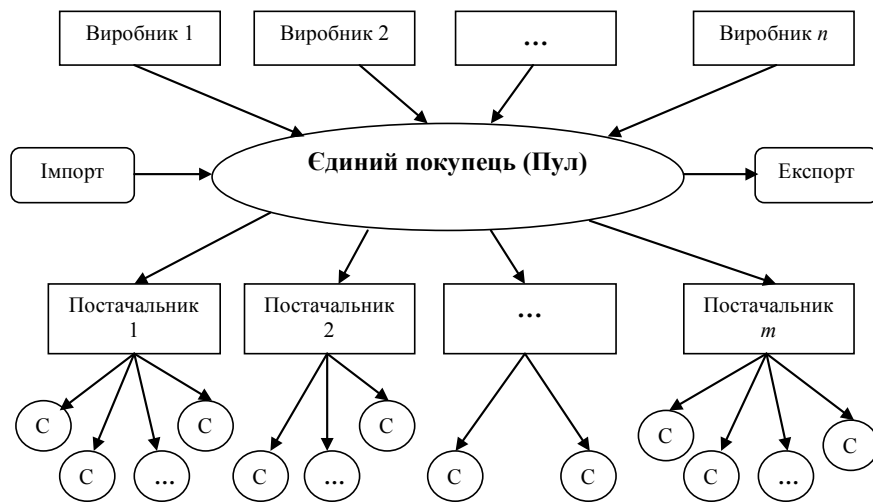 Виробник 1
Виробник 2
...
Виробник n
Єдиний покупець (Пул)
Імпорт
Експорт
Постачальник
1
Постачальник
2
...
Постачальник
m
С
С
...
С
С
...
С
С
С
С
С
...
С